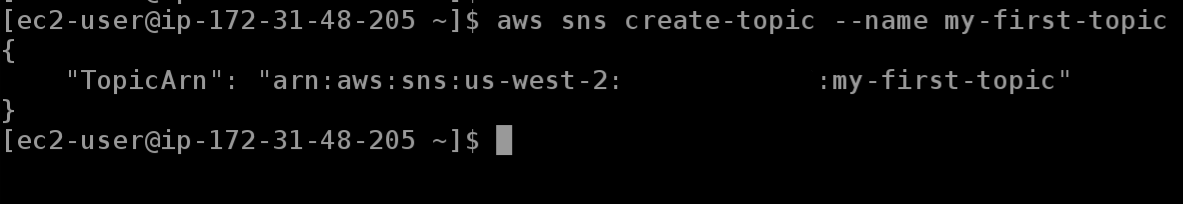 [ec2-user@ip-172-31-48-205 ~]$ aws sns create-topic --name my-first-topic
{
    "TopicArn": "arn:aws:sns:us-west-2:            :my-first-topic"
}
[ec2-user@ip-172-31-48-205 ~]$